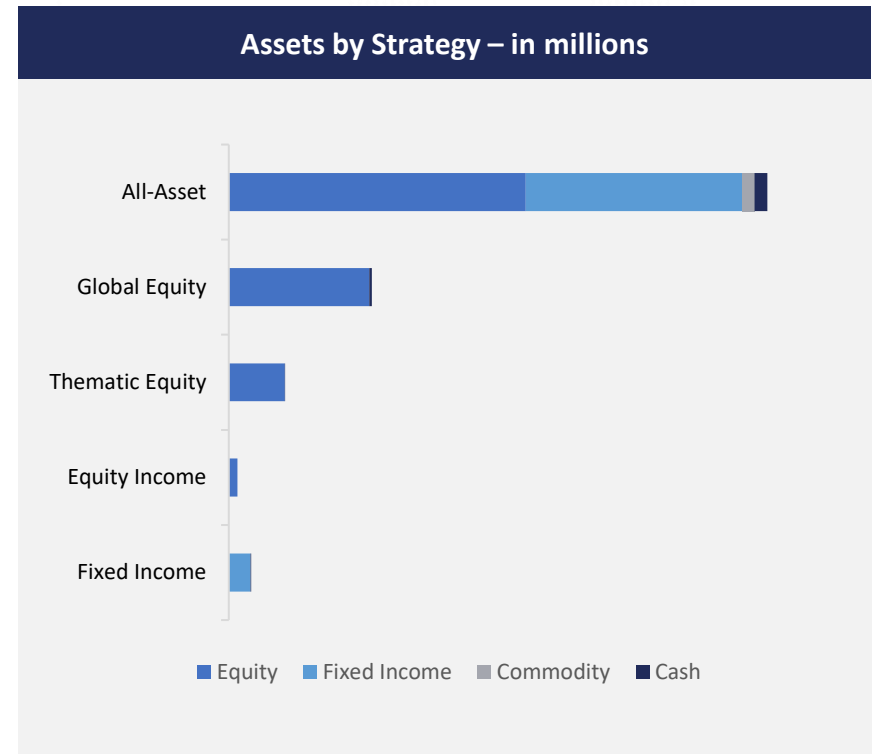 Assets by Strategy – in millions
All-Asset
Global Equity
Thematic Equity
Equity Income
Fixed Income
Equity Fixed Income Commodity Cash